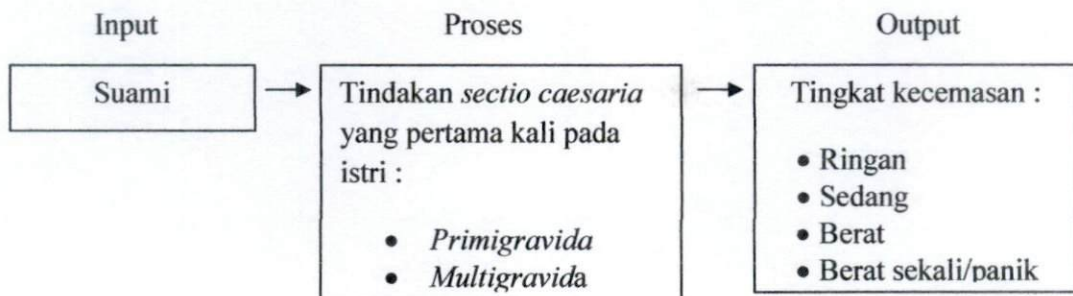 Input
Proses
Output
Suami
Tindakan sectio caesaria
yang pertama kali pada
istri :
• Primigravida
• Multigravida
Tingkat kecemasan :
• Ringan
• Sedang
• Berat
• Berat sekali/panik